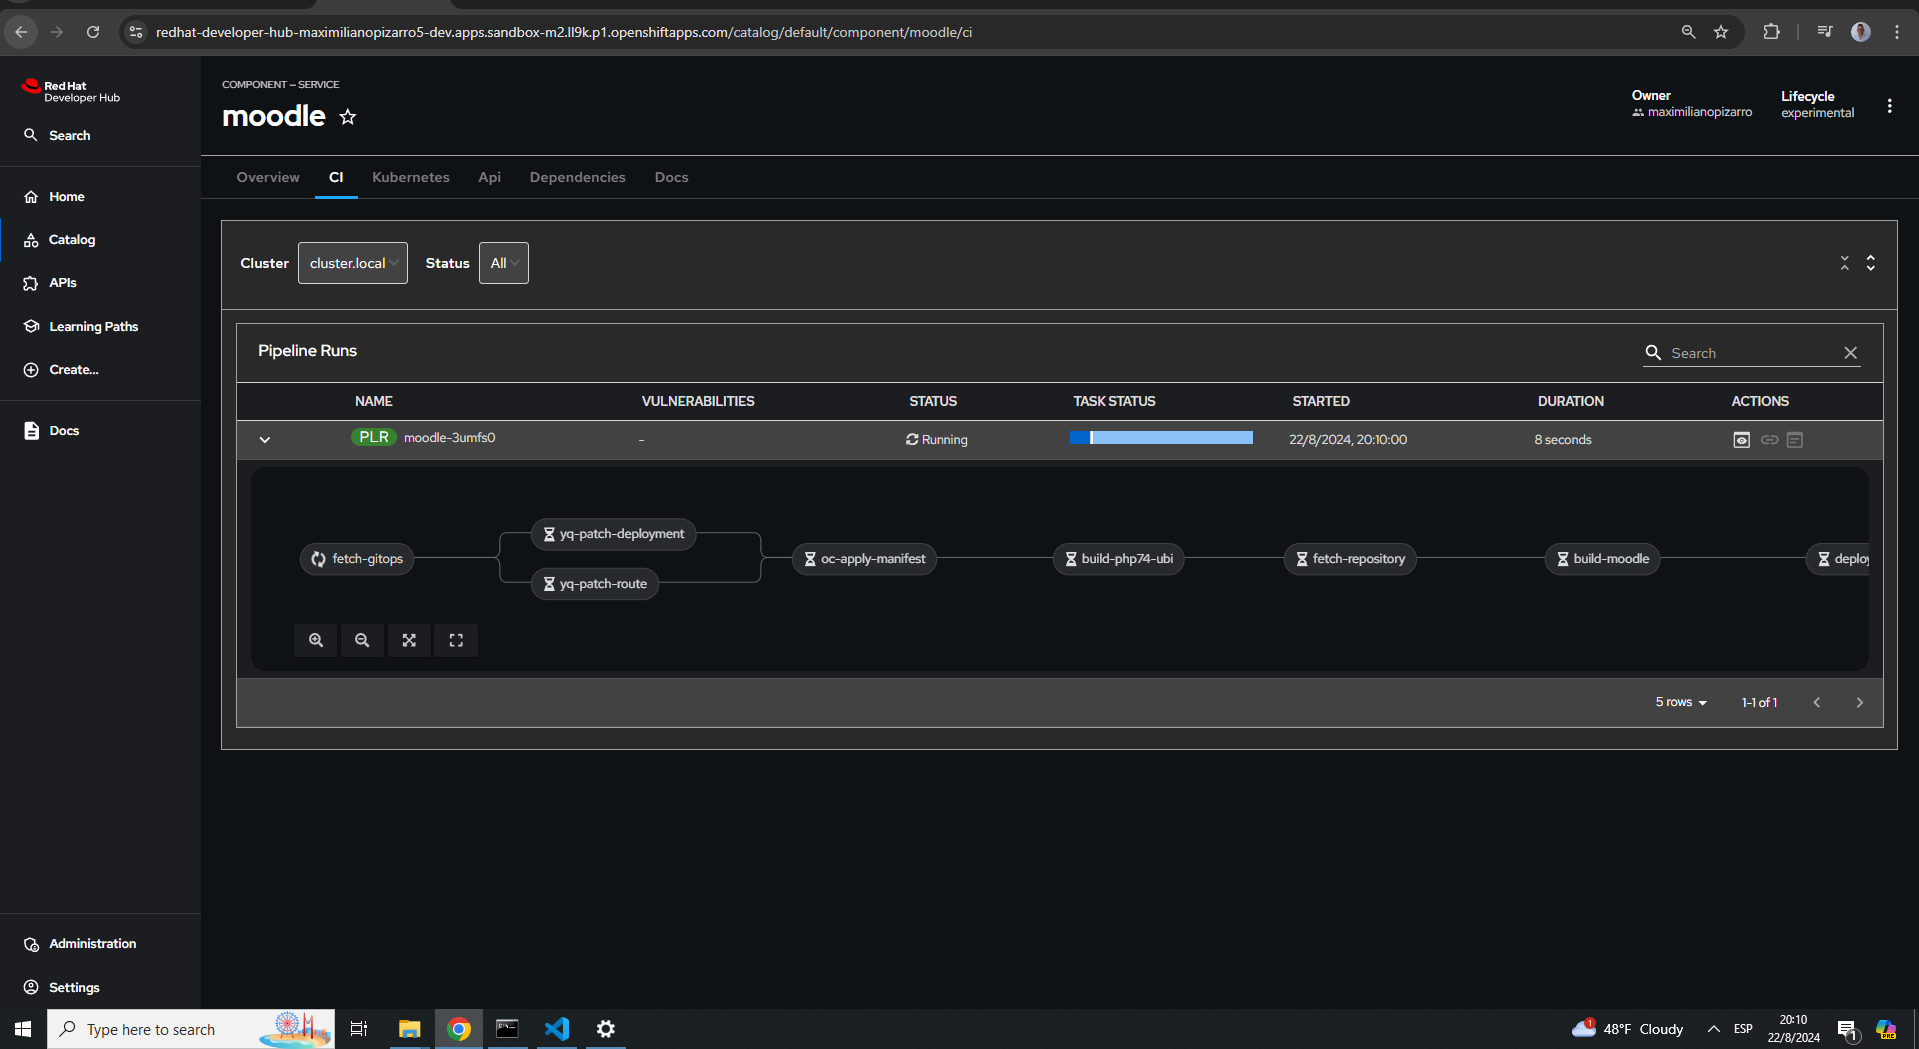 redhat-developer-hub-maximilianopizarro5-dev.apps.sandbox-m2.ll9k.p1.openshiftapps.com/catalog/default/component/moodle/ci
Red Hat
Developer Hub
Search
Home
Catalog
APIs
Learning Paths
Create...
Docs
Administration
Settings
COMPONENT — SERVICE
moodle
Owner
maximilianopizarro
Lifecycle
experimental
Overview CI Kubernetes Api Dependencies Docs
Cluster cluster.local Status All
Pipeline Runs
Search
NAME VULNERABILITIES STATUS TASK STATUS STARTED DURATION ACTIONS
PLR moodle-3umfs0 - Running 22/8/2024, 20:10:00 8 seconds
yq-patch-deployment
fetch-gitops oc-apply-manifest build-php74-ubi fetch-repository build-moodle deploy
yq-patch-route
5 rows 1-1 of 1
Type here to search
1 48°F Cloudy ESP
20:10
22/8/2024
1
PRE